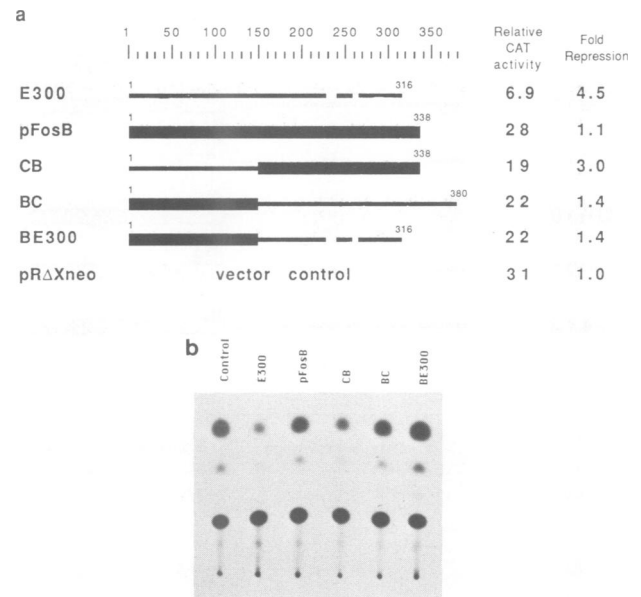 a
1 50 100 150 200 250 300 350
Relative CAT activity
Fold Repression
E300 1 316 6.9 4.5
pFosB 1 338 28 1.1
CB 1 338 19 3.0
BC 1 380 22 1.4
BE300 1 316 22 1.4
pRΔXneo vector control 31 1.0
b
Control E300 pFosB CB BC BE300